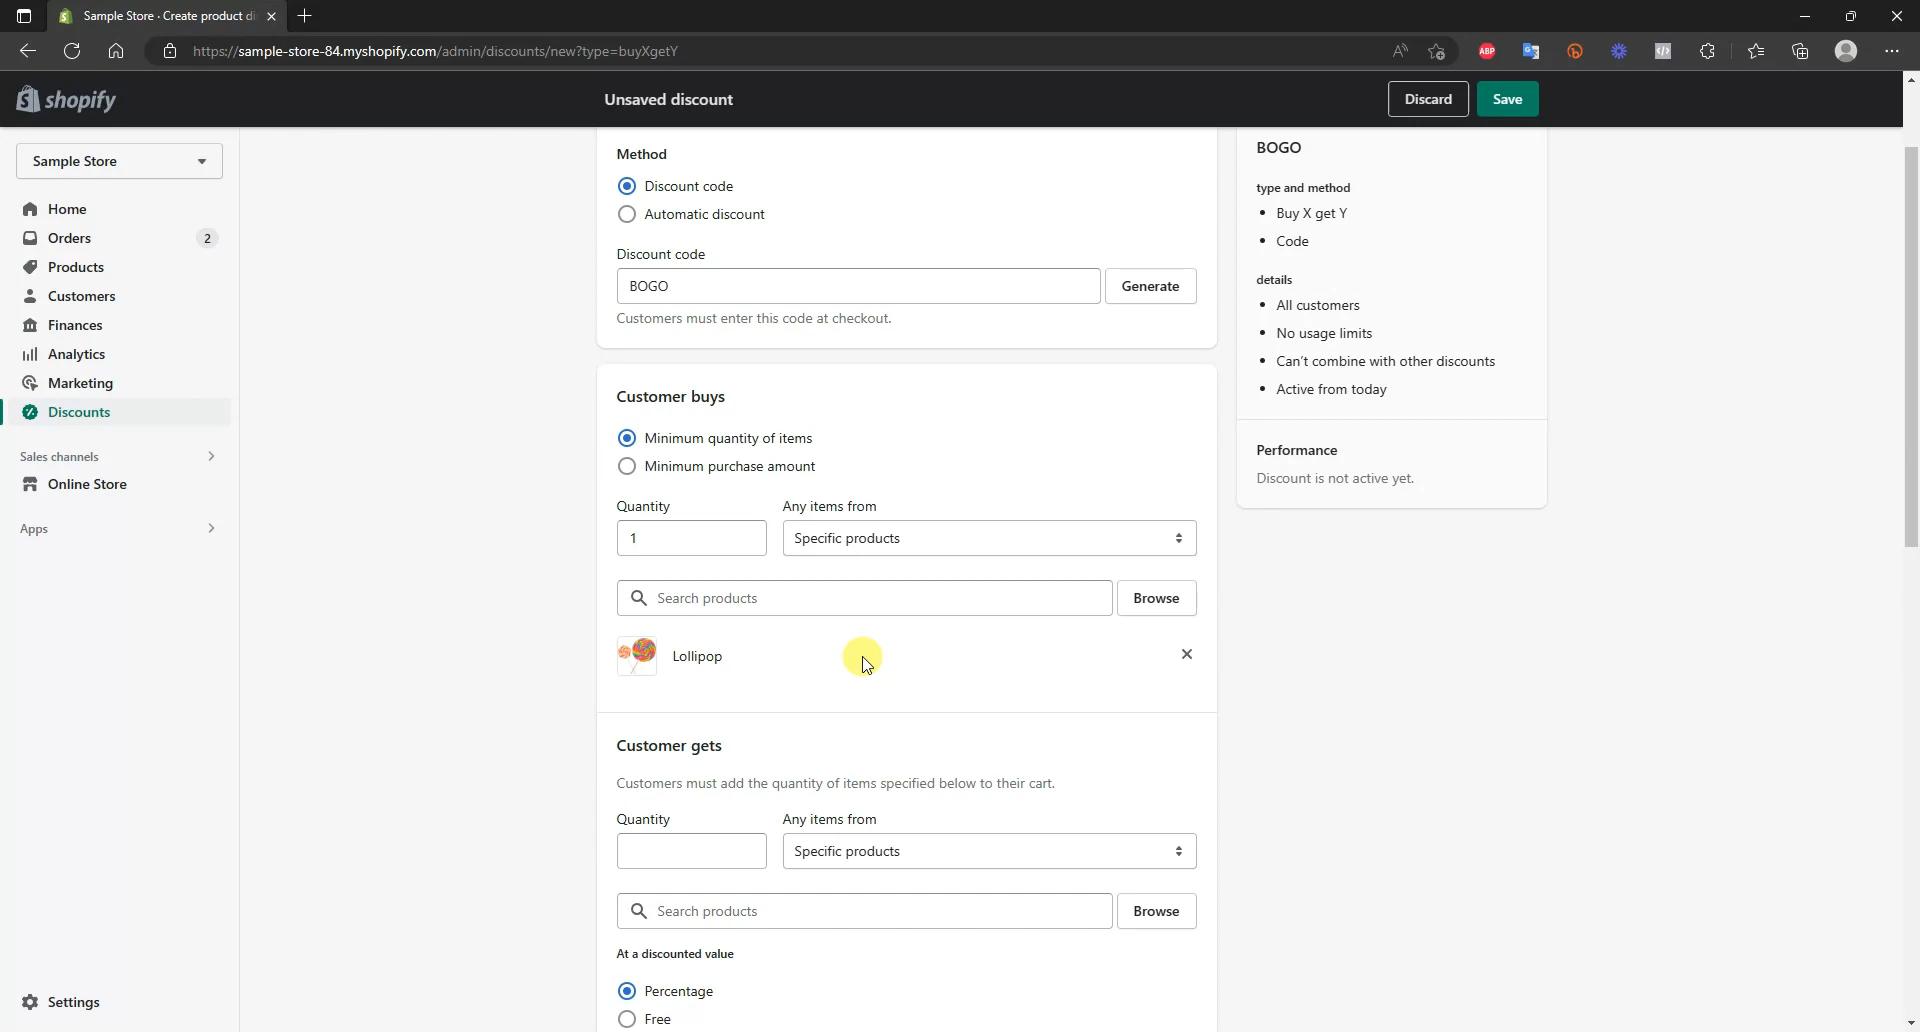 Sample Store · Create product di
https://sample-store-84.myshopify.com/admin/discounts/new?type=buyXgetY
ABP
shopify
Unsaved discount
Discard
Save
Sample Store
Home
Orders
2
Products
Customers
Finances
Analytics
Marketing
Discounts
Sales channels
Online Store
Apps
Settings
Method
Discount code
Automatic discount
Discount code
BOGO
Generate
Customers must enter this code at checkout.
Customer buys
Minimum quantity of items
Minimum purchase amount
Quantity
Any items from
1
Specific products
Search products
Browse
Lollipop
Customer gets
Customers must add the quantity of items specified below to their cart.
Quantity
Any items from
Specific products
Search products
Browse
At a discounted value
Percentage
Free
BOGO
type and method
• Buy X get Y
• Code
details
• All customers
• No usage limits
• Can't combine with other discounts
• Active from today
Performance
Discount is not active yet.